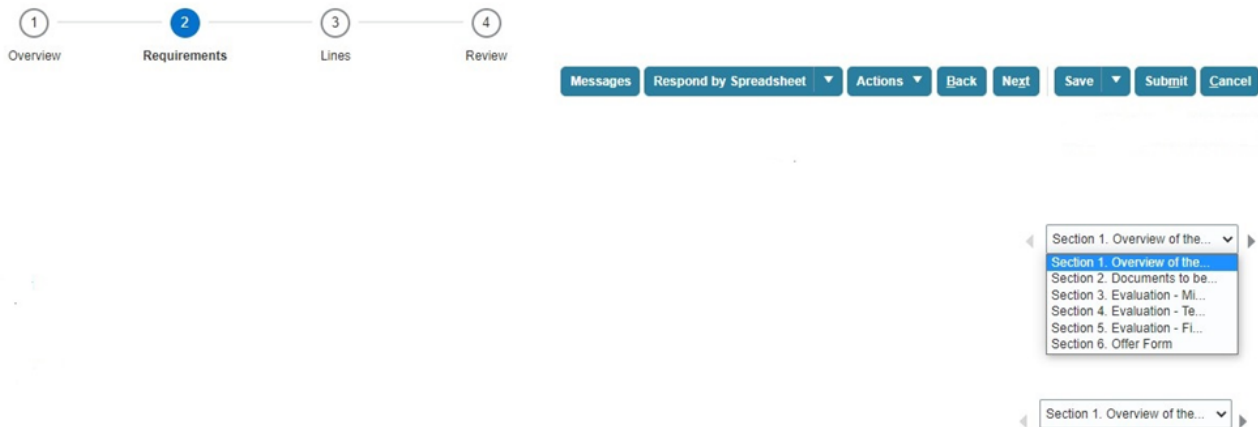 1 2 3 4
Overview Requirements Lines Review
Messages Respond by Spreadsheet Actions Back Next Save Submit Cancel
Section 1. Overview of the...
Section 1. Overview of the...
Section 2. Documents to be...
Section 3. Evaluation - Mi...
Section 4. Evaluation - Te...
Section 5. Evaluation - Fi...
Section 6. Offer Form
Section 1. Overview of the...